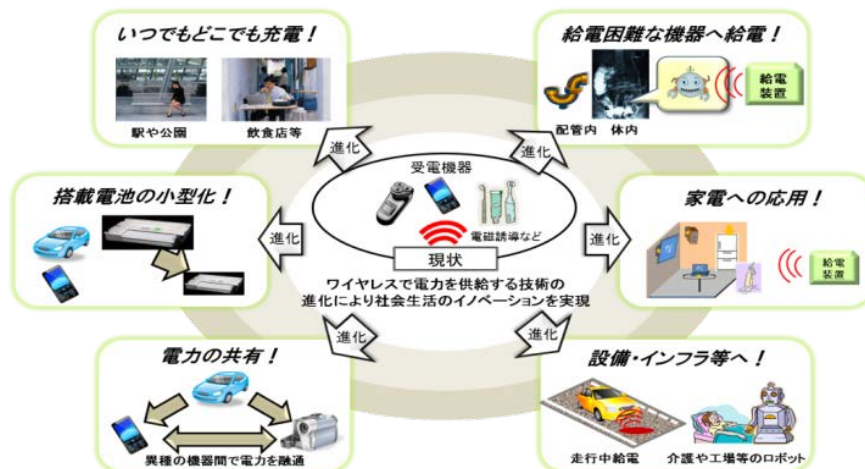 いつでもどこでも充電！
駅や公園
飲食店等
給電困難な機器へ給電！
配管内
体内
給電
装置
進化
進化
受電機器
電磁誘導など
現状
ワイヤレスで電力を供給する技術の
進化により社会生活のイノベーションを実現
搭載電池の小型化！
進化
進化
家電への応用！
給電
装置
進化
進化
電力の共有！
異種の機器間で電力を融通
設備・インフラ等へ！
走行中給電
介護や工場等のロボット